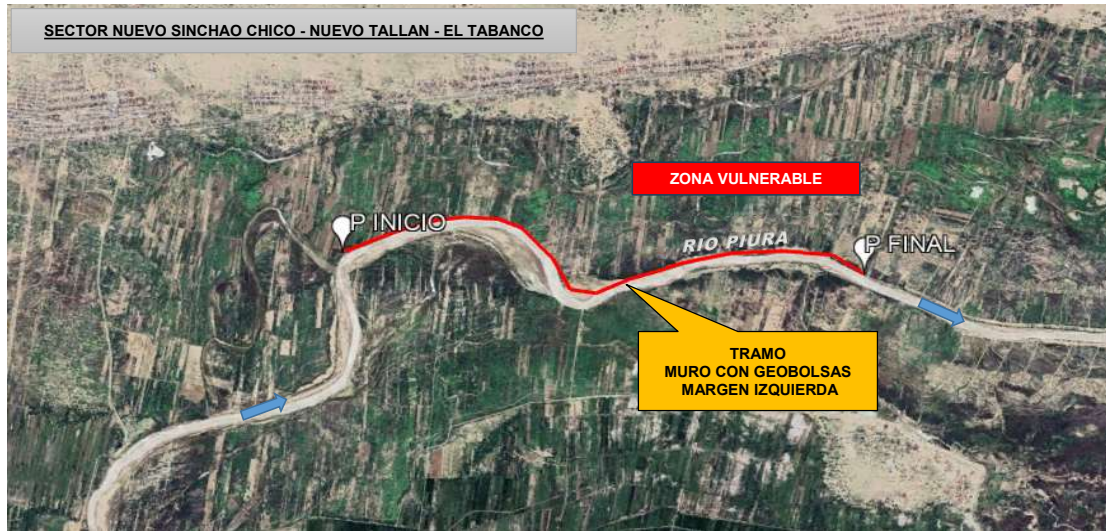 SECTOR NUEVO SINCHAO CHICO - NUEVO TALLAN - EL TABANCO
ZONA VULNERABLE
P INICIO
RIO PIURA
P FINAL
TRAMO
MURO CON GEOBOLSAS
MARGEN IZQUIERDA